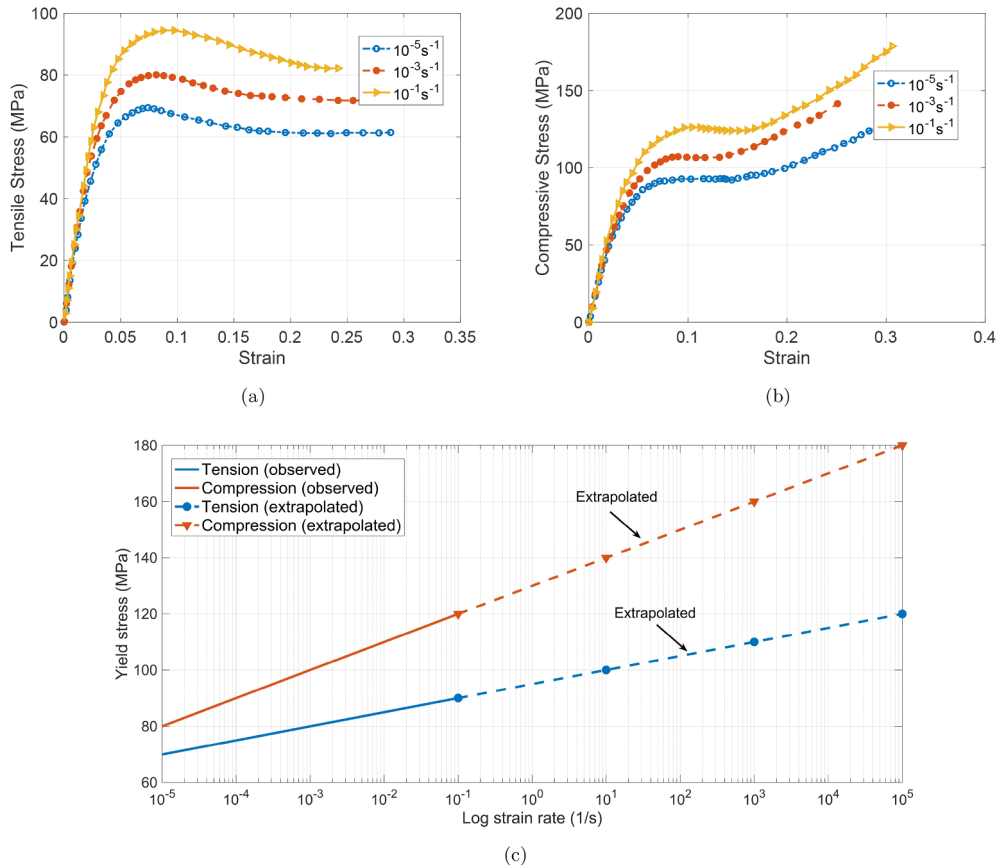 100
80
60
40
20
0
Tensile Stress (MPa)
0 0.05 0.1 0.15 0.2 0.25 0.3 0.35
Strain
10⁻⁵s⁻¹
10⁻³s⁻¹
10⁻¹s⁻¹
(a)
200
150
100
50
0
Compressive Stress (MPa)
0 0.1 0.2 0.3 0.4
Strain
10⁻⁵s⁻¹
10⁻³s⁻¹
10⁻¹s⁻¹
(b)
180
160
140
120
100
80
60
Yield stress (MPa)
Tension (observed)
Compression (observed)
Tension (extrapolated)
Compression (extrapolated)
Extrapolated
Extrapolated
10⁻⁵ 10⁻⁴ 10⁻³ 10⁻² 10⁻¹ 10⁰ 10¹ 10² 10³ 10⁴ 10⁵
Log strain rate (1/s)
(c)